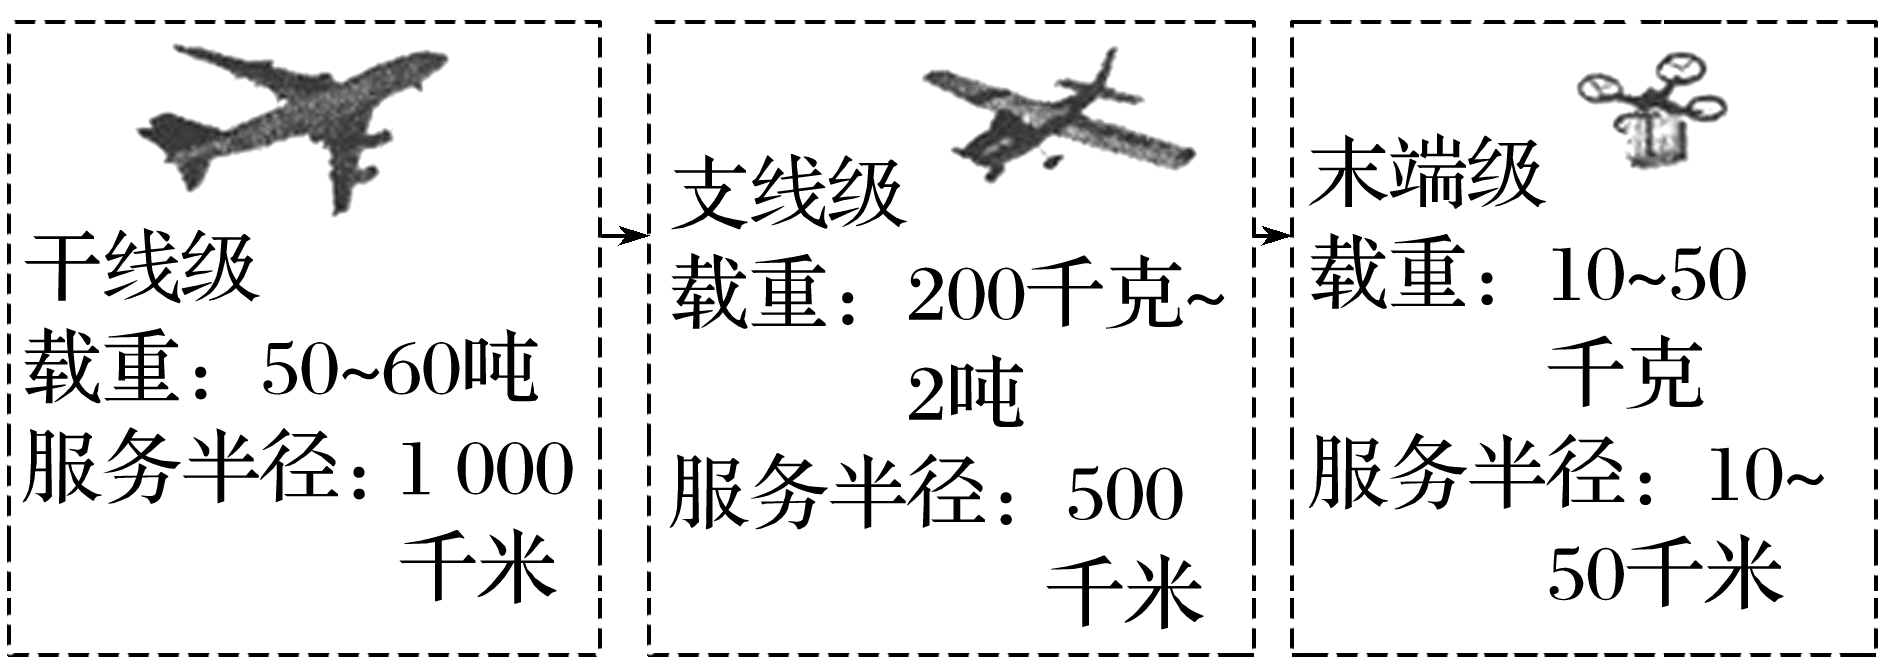 干线级
载重：50~60吨
服务半径：1 000
千米
支线级
载重：200千克~
2吨
服务半径：500
千米
末端级
载重：10~50
千克
服务半径：10~
50千米